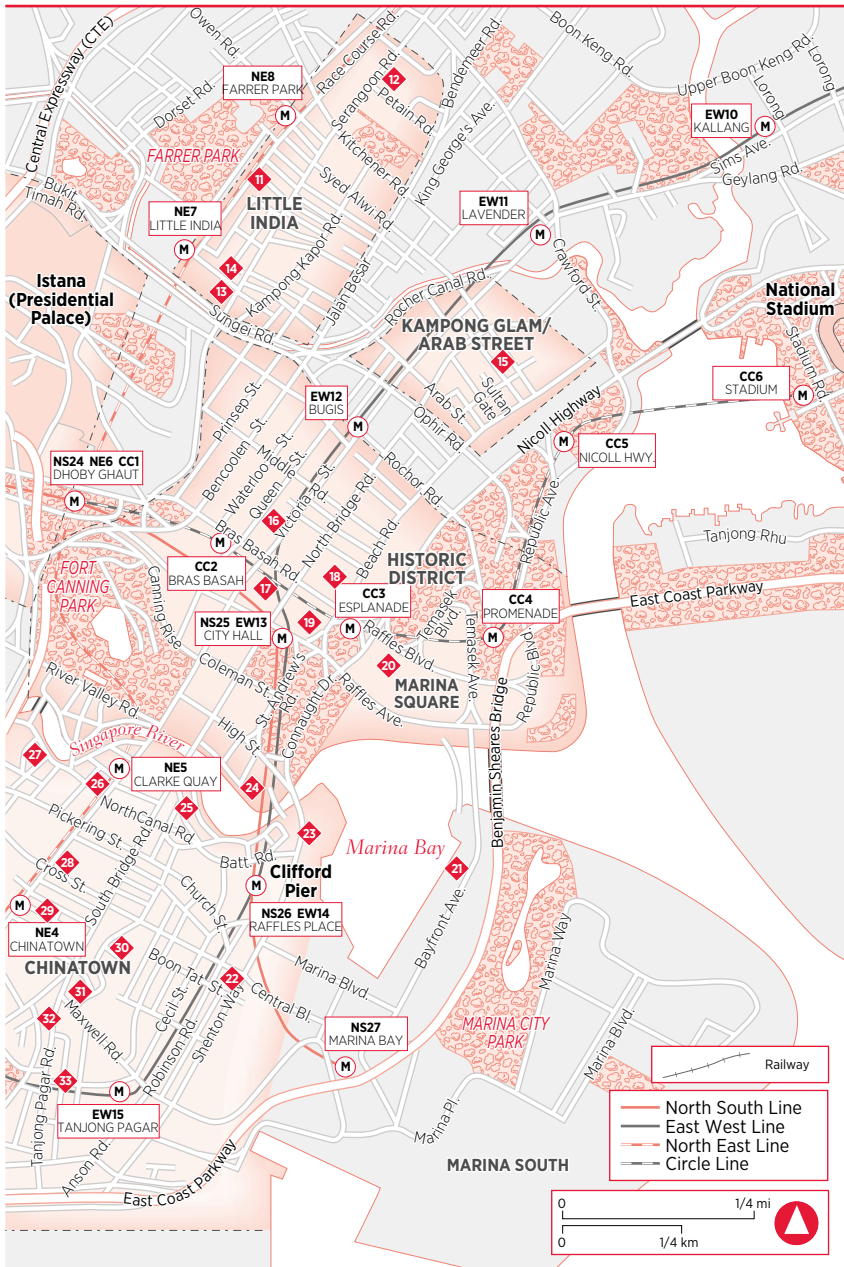 Central Expressway (CTE)
Owen Rd.
Race Course Rd.
Boon Keng Rd.
Upper Boon Keng Rd.
Lorong
Lorong
NE8
FARRER PARK
Dorset Rd.
Serangoon Rd.
12
Petain Rd.
Bendemeer Rd.
EW10
KALLANG
M
M
FARRER PARK
Kitchener Rd.
King George's Ave.
Sims Ave.
Geylang Rd.
Bukit
Timah Rd.
11
LITTLE
INDIA
Syed Alwi Rd.
EW11
LAVENDER
NE7
LITTLE INDIA
M
M
Crawford St.
14
13
Kampong Kapor Rd.
Jalan Besar
Rocher Canal Rd.
Istana
(Presidential
Palace)
Sungei Rd.
National
Stadium
KAMPONG GLAM/
ARAB STREET
15
Stadium Rd.
Sultan
Gate
Arab St.
Ophir Rd.
Nicoll Highway
CC6
STADIUM
M
EW12
BUGIS
M
Prinsep St.
Bencoolen St.
Waterloo St.
Middle Rd.
Queen St.
Victoria St.
Rochor Rd.
M
CC5
NICOLL HWY.
NS24 NE6 CC1
DHOBY GHAUT
M
North Bridge Rd.
Republic Ave.
16
Beach Rd.
Tanjong Rhu
M
Bras Basah Rd.
CC2
BRAS BASAH
HISTORIC
DISTRICT
FORT
CANNING
PARK
Canning Rise
17
18
CC3
ESPLANADE
CC4
PROMENADE
East Coast Parkway
NS25 EW13
CITY HALL
M
19
M
M
Temasek
Blvd.
Temasek Ave.
Raffles Blvd.
Republic Blvd.
20
Coleman St.
St. Andrew's
Rd.
Connaught Dr.
Raffles Ave.
MARINA
SQUARE
River Valley Rd.
High St.
Singapore River
Benjamin Sheares Bridge
27
M
NE5
CLARKE QUAY
26
25
24
North Canal Rd.
23
Pickering St.
Marina Bay
Batt. Rd.
28
Cross St.
South Bridge Rd.
Clifford
Pier
21
M
Church St.
NS26 EW14
RAFFLES PLACE
Bayfront Ave.
M
29
NE4
CHINATOWN
30
CHINATOWN
Boon Tat St.
Marina Way
22
Marina Blvd.
31
Cecil St.
Shenton Way
Central Bl.
32
Maxwell Rd.
Robinson Rd.
NS27
MARINA BAY
M
MARINA CITY
PARK
Marina Blvd.
33
M
Tanjong Pagar Rd.
EW15
TANJONG PAGAR
Marina Pl.
Anson Rd.
East Coast Parkway
MARINA SOUTH
Railway
North South Line
East West Line
North East Line
Circle Line
0 1/4 mi
0 1/4 km